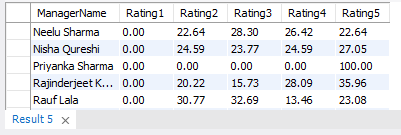 ManagerName Rating1 Rating2 Rating3 Rating4 Rating5
Neelu Sharma 0.00 22.64 28.30 26.42 22.64
Nisha Qureshi 0.00 24.59 23.77 24.59 27.05
Priyanka Sharma 0.00 0.00 0.00 0.00 100.00
Rajinderjeet K... 0.00 20.22 15.73 28.09 35.96
Rauf Lala 0.00 30.77 32.69 13.46 23.08
Result 5 ×